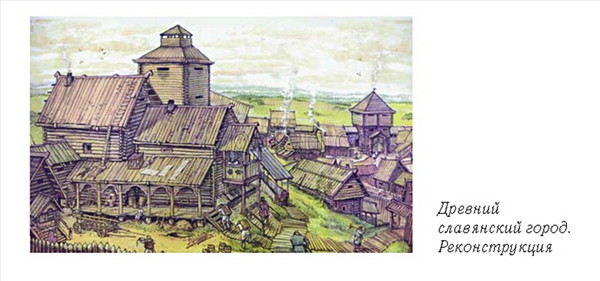 Древний
славянский город.
Реконструкция